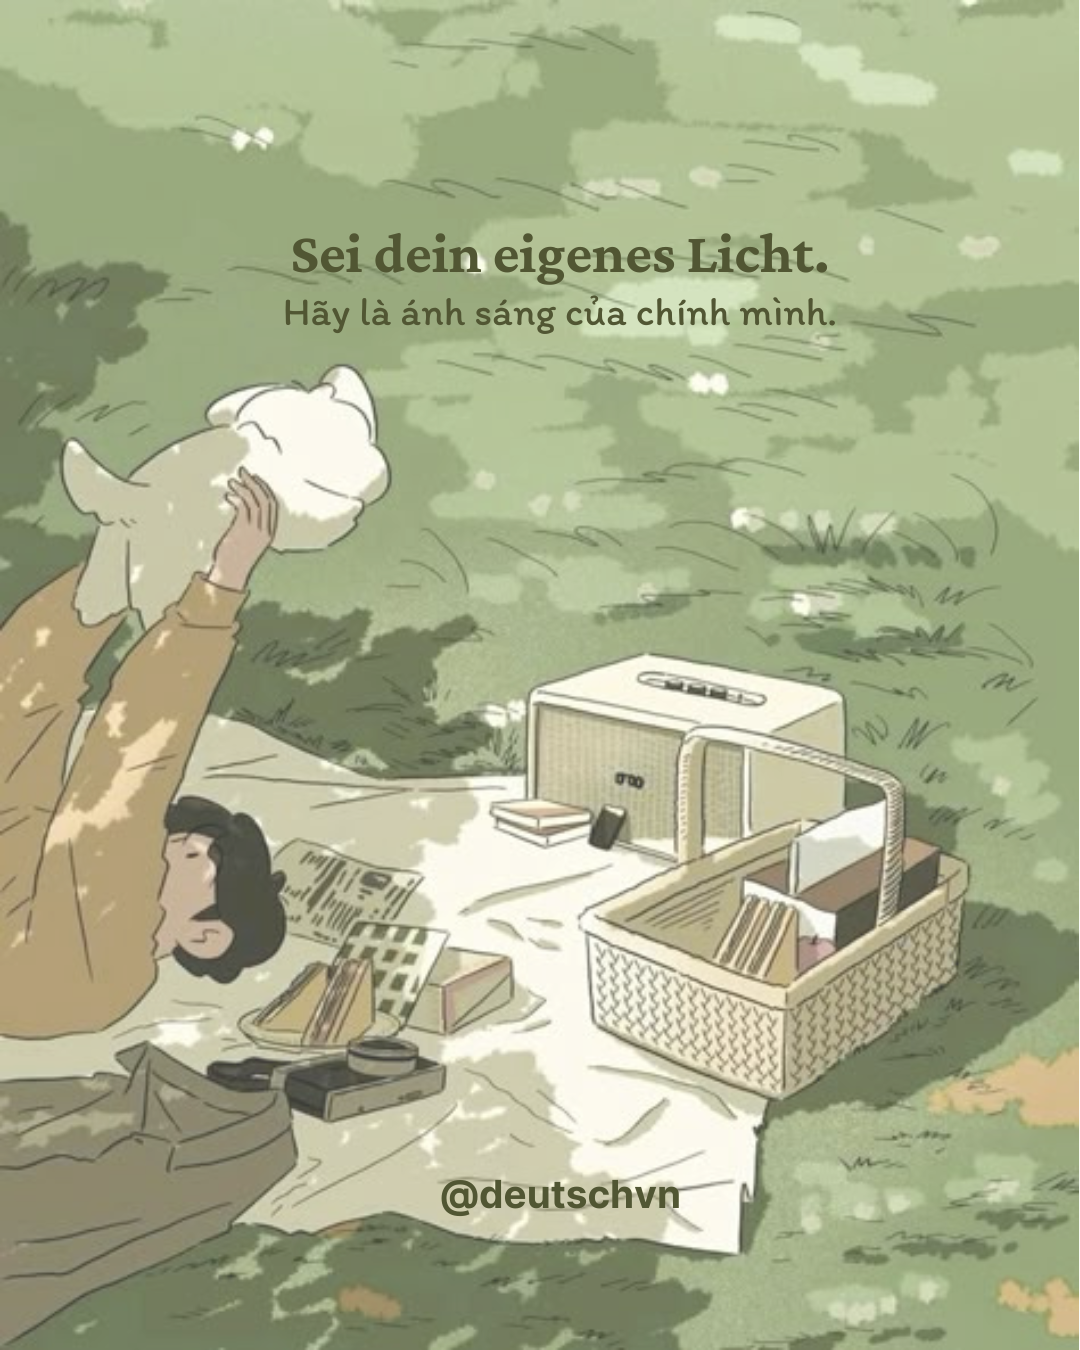 Sei dein eigenes Licht.
Hãy là ánh sáng của chính mình.
@deutschvn